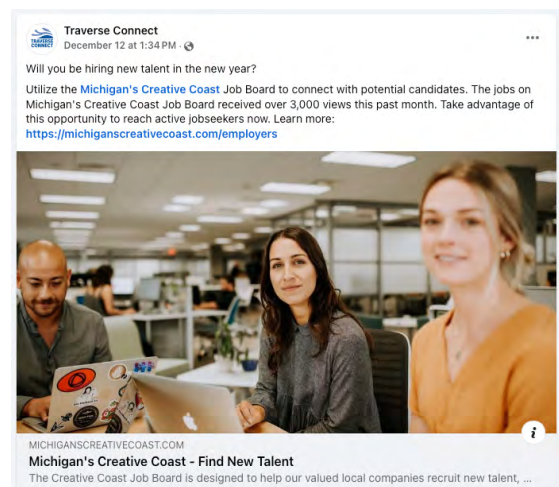 Traverse Connect
December 12 at 1:34 PM ·
TRAVERSE
CONNECT
Will you be hiring new talent in the new year?
Utilize the Michigan's Creative Coast Job Board to connect with potential candidates. The jobs on
Michigan's Creative Coast Job Board received over 3,000 views this past month. Take advantage of
this opportunity to reach active jobseekers now. Learn more:
https://michiganscreativecoast.com/employers
i
MICHIGANSCREATIVECOAST.COM
Michigan's Creative Coast - Find New Talent
The Creative Coast Job Board is designed to help our valued local companies recruit new talent, ...